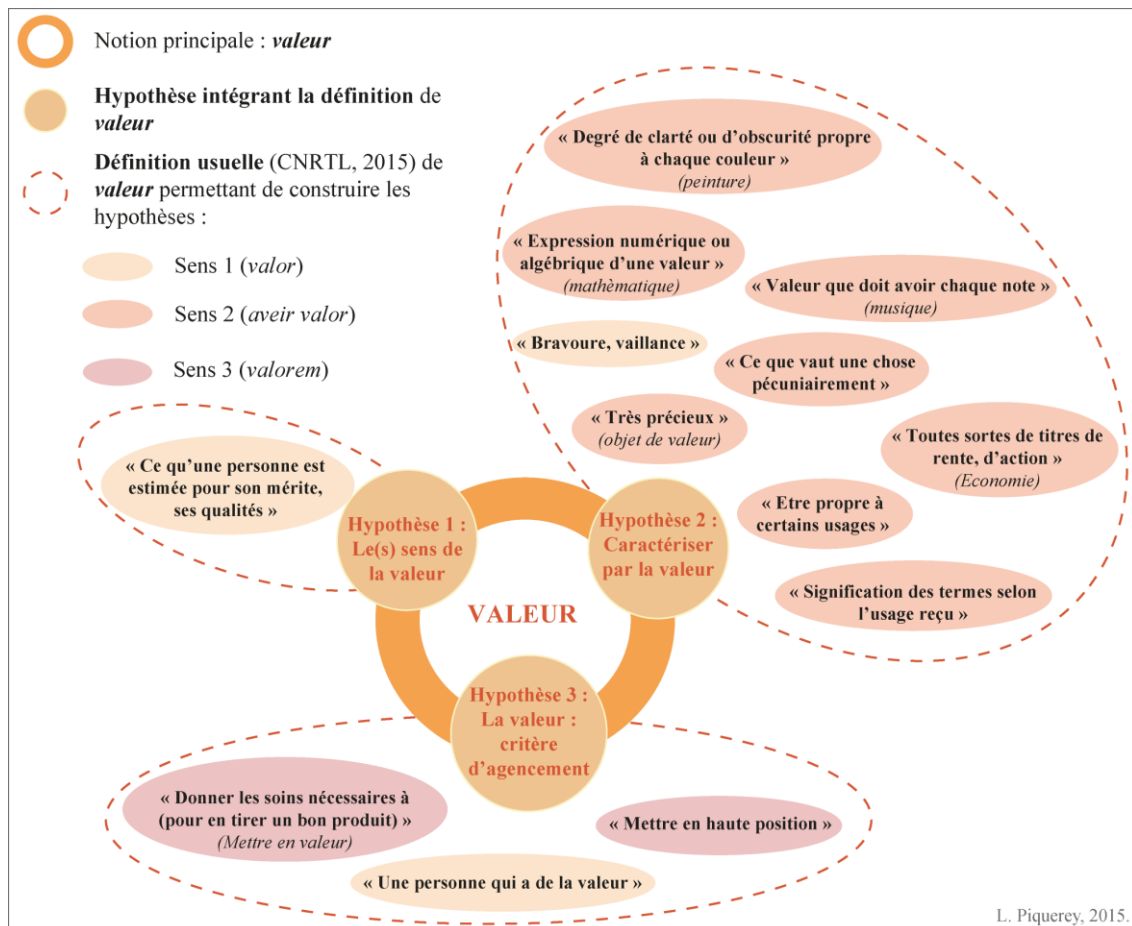 Notion principale : valeur
Hypothèse intégrant la définition de
valeur
Définition usuelle (CNRTL, 2015) de
valeur permettant de construire les
hypothèses :
Sens 1 (valor)
Sens 2 (aveir valor)
Sens 3 (valorem)
« Degré de clarté ou d’obscurité propre
à chaque couleur »
(peinture)
« Expression numérique ou
algébrique d’une valeur »
(mathèmatique)
« Valeur que doit avoir chaque note »
(musique)
« Bravoure, vaillance »
« Ce que vaut une chose
pécuniairement »
« Très précieux »
(objet de valeur)
« Toutes sortes de titres de
rente, d’action »
(Economie)
« Etre propre à
certains usages »
« Signification des termes selon
l’usage reçu »
« Ce qu’une personne est
estimée pour son mérite,
ses qualités »
Hypothèse 1 :
Le(s) sens de
la valeur
Hypothèse 2 :
Caractériser
par la valeur
VALEUR
Hypothèse 3 :
La valeur :
critère
d’agencement
« Donner les soins nécessaires à
(pour en tirer un bon produit) »
(Mettre en valeur)
« Mettre en haute position »
« Une personne qui a de la valeur »
L. Piquerey, 2015.